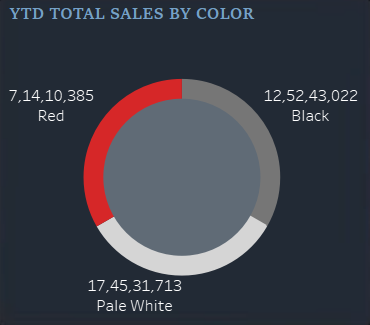 YTD TOTAL SALES BY COLOR
7,14,10,385
Red
12,52,43,022
Black
17,45,31,713
Pale White